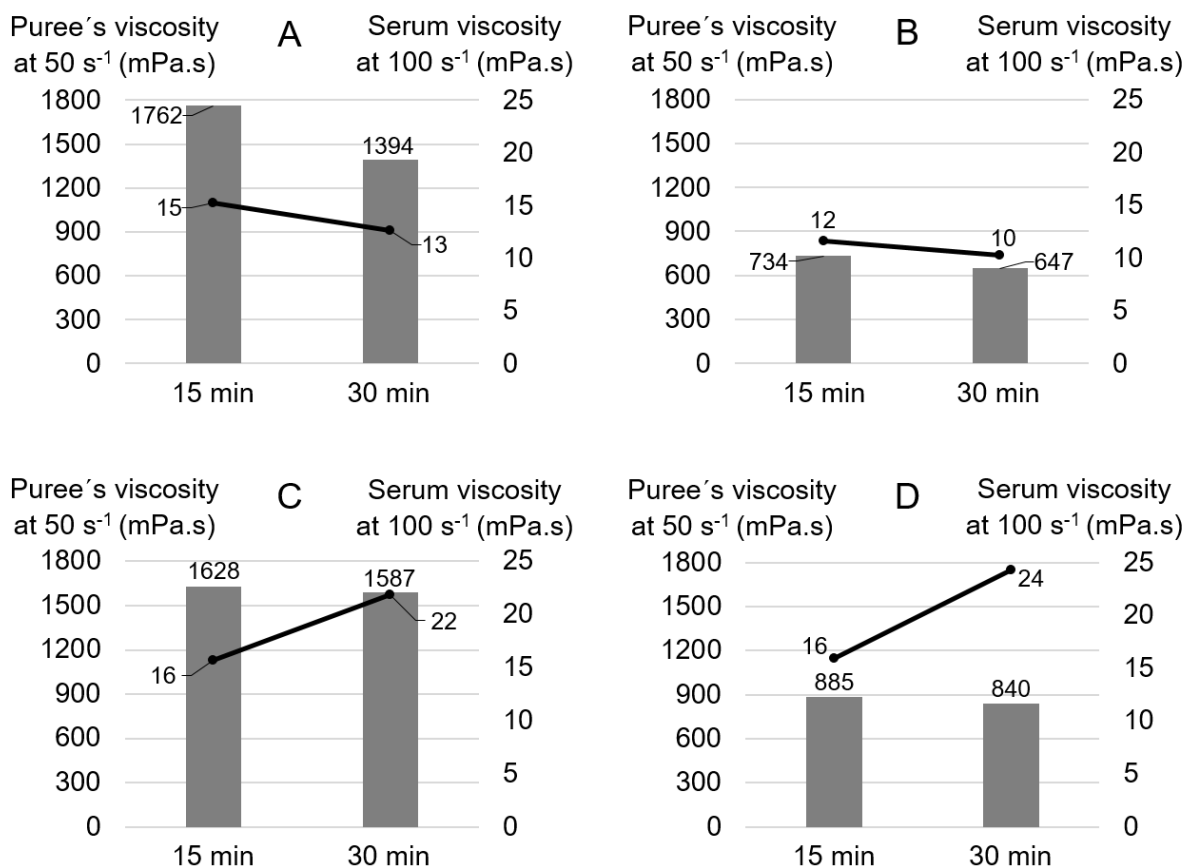 Puree´s viscosity
at 50 s⁻¹ (mPa.s)
A
Serum viscosity
at 100 s⁻¹ (mPa.s)
1800
1500
1200
900
600
300
0
1762
1394
15
13
25
20
15
10
5
0
15 min
30 min
Puree´s viscosity
at 50 s⁻¹ (mPa.s)
B
Serum viscosity
at 100 s⁻¹ (mPa.s)
1800
1500
1200
900
600
300
0
12
10
734
647
25
20
15
10
5
0
15 min
30 min
Puree´s viscosity
at 50 s⁻¹ (mPa.s)
C
Serum viscosity
at 100 s⁻¹ (mPa.s)
1800
1500
1200
900
600
300
0
1628
1587
16
22
25
20
15
10
5
0
15 min
30 min
Puree´s viscosity
at 50 s⁻¹ (mPa.s)
D
Serum viscosity
at 100 s⁻¹ (mPa.s)
1800
1500
1200
900
600
300
0
16
24
885
840
25
20
15
10
5
0
15 min
30 min